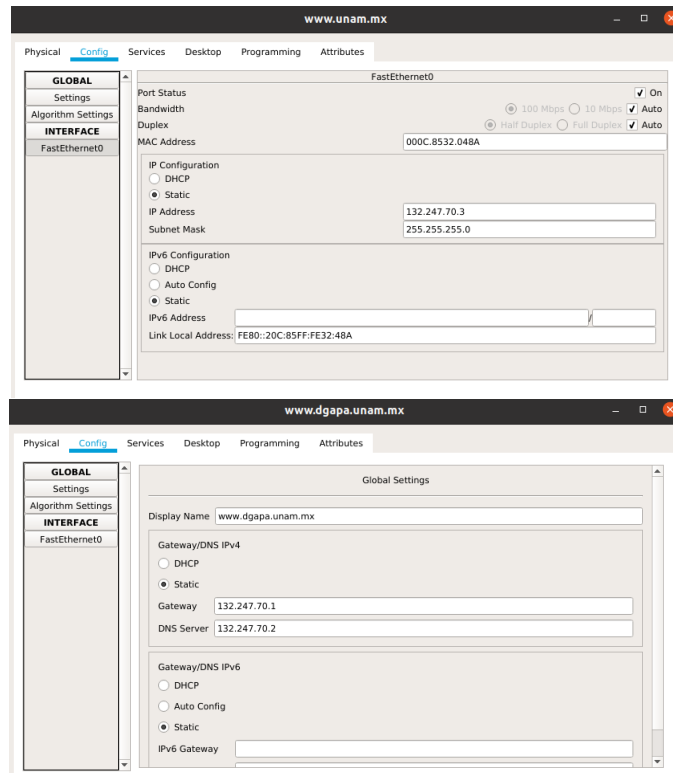 www.unam.mx
Physical Config Services Desktop Programming Attributes
GLOBAL
Settings
Algorithm Settings
INTERFACE
FastEthernet0
FastEthernet0
Port Status On
Bandwidth 100 Mbps 10 Mbps Auto
Duplex Half Duplex Full Duplex Auto
MAC Address 000C.8532.048A
IP Configuration
DHCP
Static
IP Address 132.247.70.3
Subnet Mask 255.255.255.0
IPv6 Configuration
DHCP
Auto Config
Static
IPv6 Address /
Link Local Address: FE80::20C:85FF:FE32:48A
www.dgapa.unam.mx
Physical Config Services Desktop Programming Attributes
GLOBAL
Settings
Algorithm Settings
INTERFACE
FastEthernet0
Global Settings
Display Name www.dgapa.unam.mx
Gateway/DNS IPv4
DHCP
Static
Gateway 132.247.70.1
DNS Server 132.247.70.2
Gateway/DNS IPv6
DHCP
Auto Config
Static
IPv6 Gateway